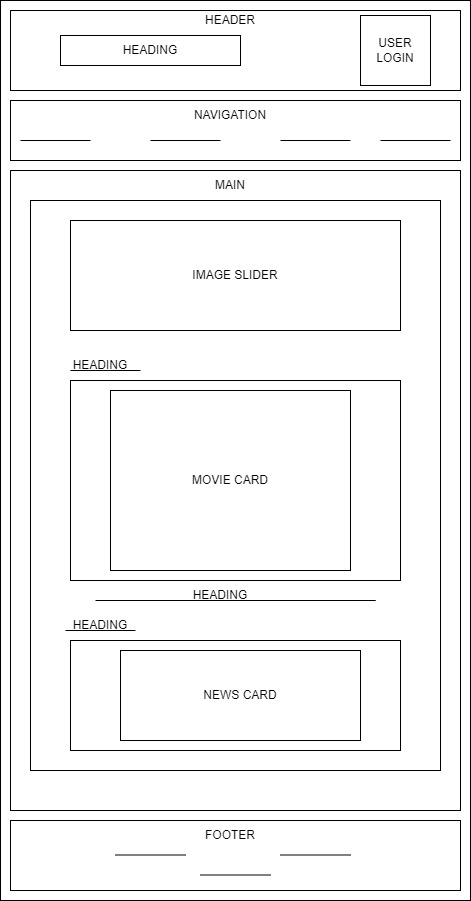 HEADER
HEADING
USER
LOGIN
NAVIGATION
MAIN
IMAGE SLIDER
HEADING
MOVIE CARD
HEADING
HEADING
NEWS CARD
FOOTER